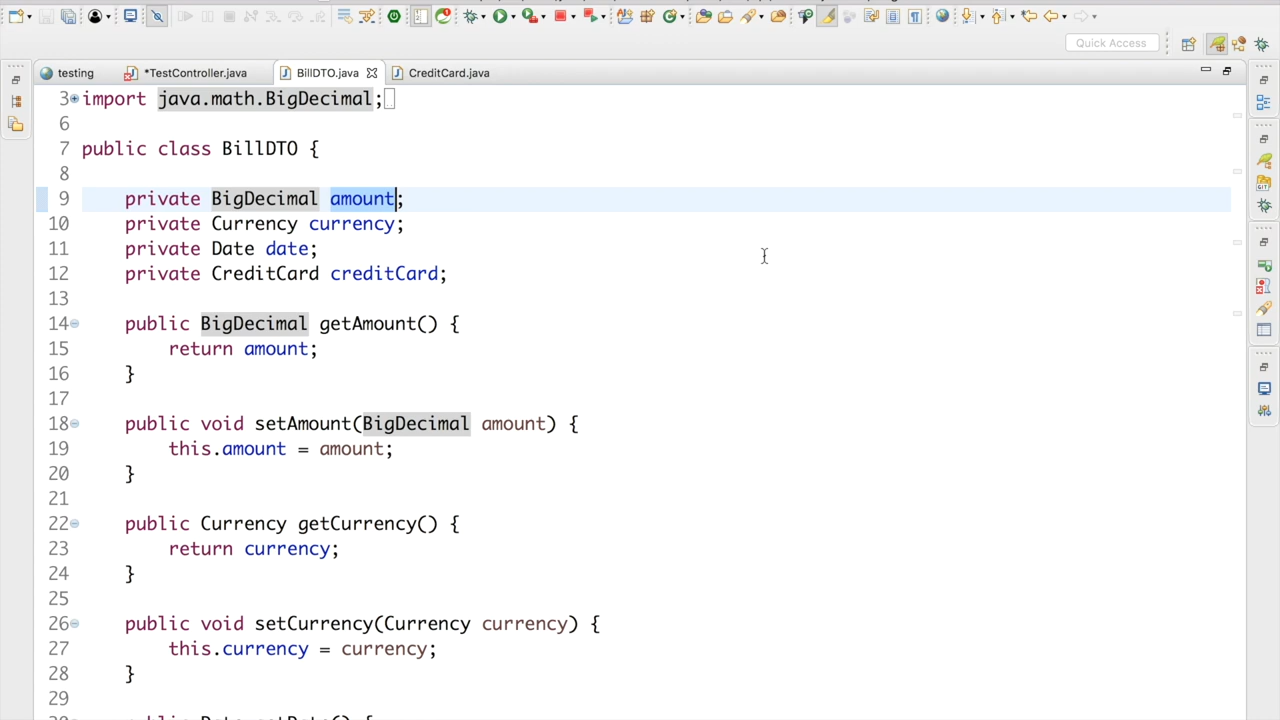 Quick Access
testing
*TestController.java
BillDTO.java
CreditCard.java
3 import java.math.BigDecimal;
6
7 public class BillDTO {
8
9 private BigDecimal amount;
10 private Currency currency;
11 private Date date;
12 private CreditCard creditCard;
13
14 public BigDecimal getAmount() {
15 return amount;
16 }
17
18 public void setAmount(BigDecimal amount) {
19 this.amount = amount;
20 }
21
22 public Currency getCurrency() {
23 return currency;
24 }
25
26 public void setCurrency(Currency currency) {
27 this.currency = currency;
28 }
29